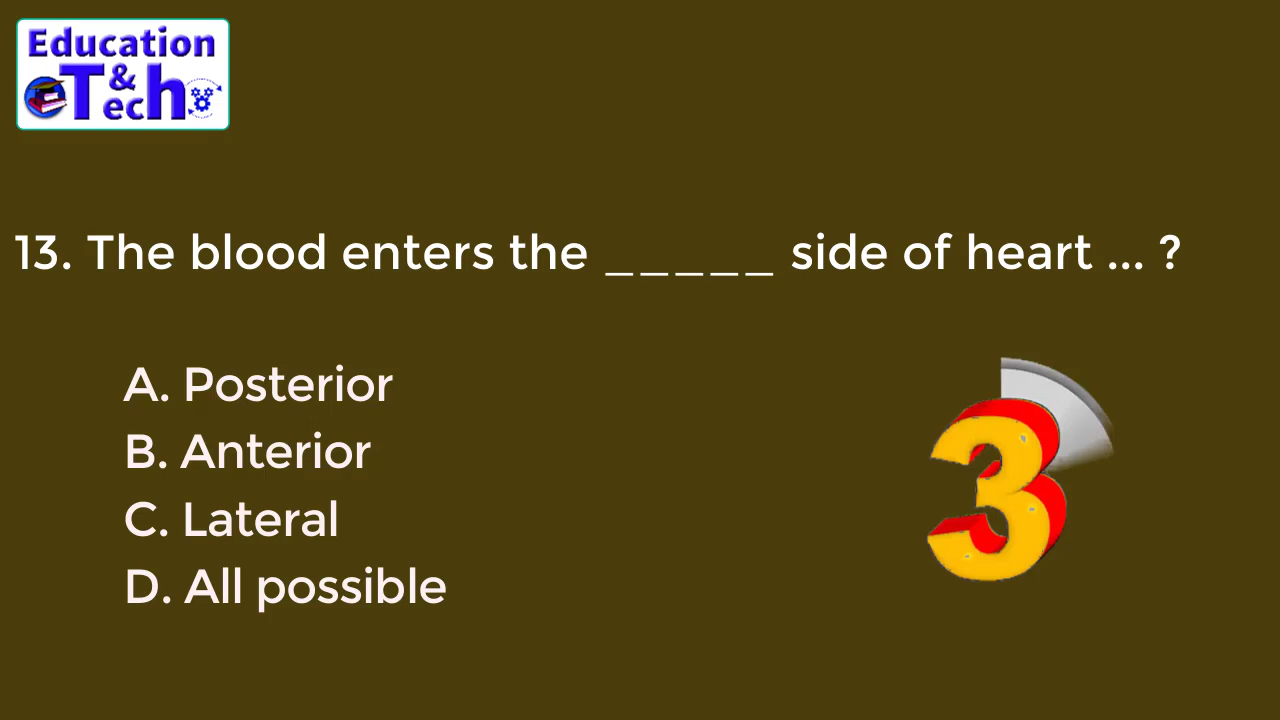 Education
&
Tech
13. The blood enters the _____ side of heart ... ?
A. Posterior
B. Anterior
C. Lateral
D. All possible
3